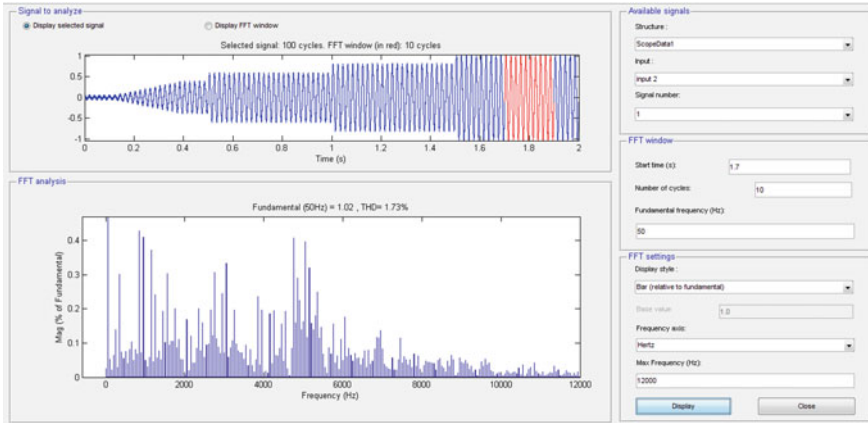 Signal to analyze
Display selected signal
Display FFT window
Selected signal: 100 cycles. FFT window (in red): 10 cycles
1
0.5
0
-0.5
-1
0 0.2 0.4 0.6 0.8 1 1.2 1.4 1.6 1.8 2
Time (s)
FFT analysis
Fundamental (50Hz) = 1.02 , THD= 1.73%
Mag (% of Fundamental)
0.4
0.3
0.2
0.1
0
0 2000 4000 6000 8000 10000 12000
Frequency (Hz)
Available signals
Structure :
ScopeData1
Input :
input 2
Signal number:
1
FFT window
Start time (s): 1.7
Number of cycles: 10
Fundamental frequency (Hz):
50
FFT settings
Display style :
Bar (relative to fundamental)
Base value: 1.0
Frequency axis:
Hertz
Max Frequency (Hz):
12000
Display Close